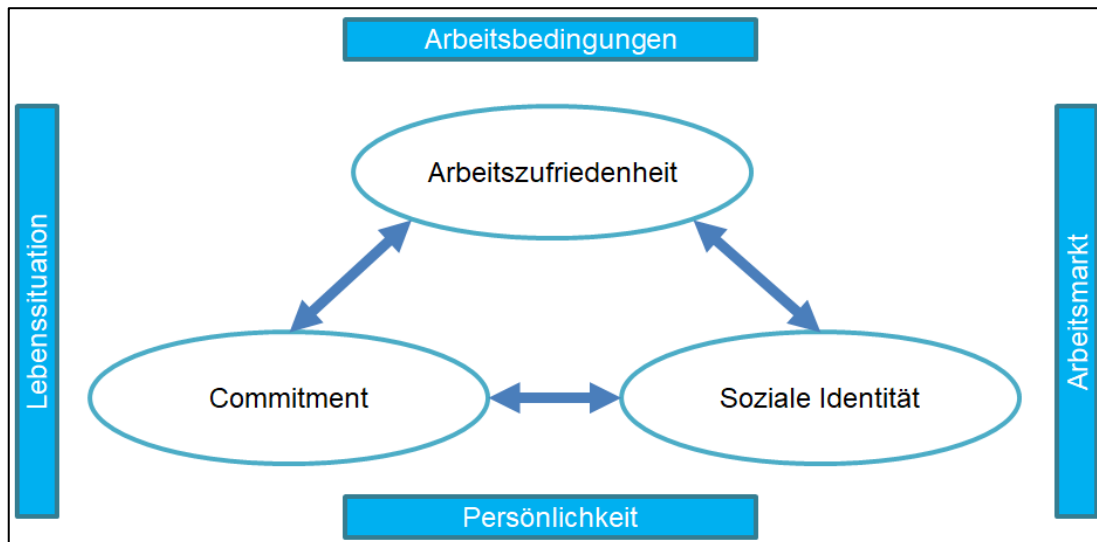 Arbeitsbedingungen
Lebenssituation
Arbeitszufriedenheit
Arbeitsmarkt
Commitment
Soziale Identität
Persönlichkeit